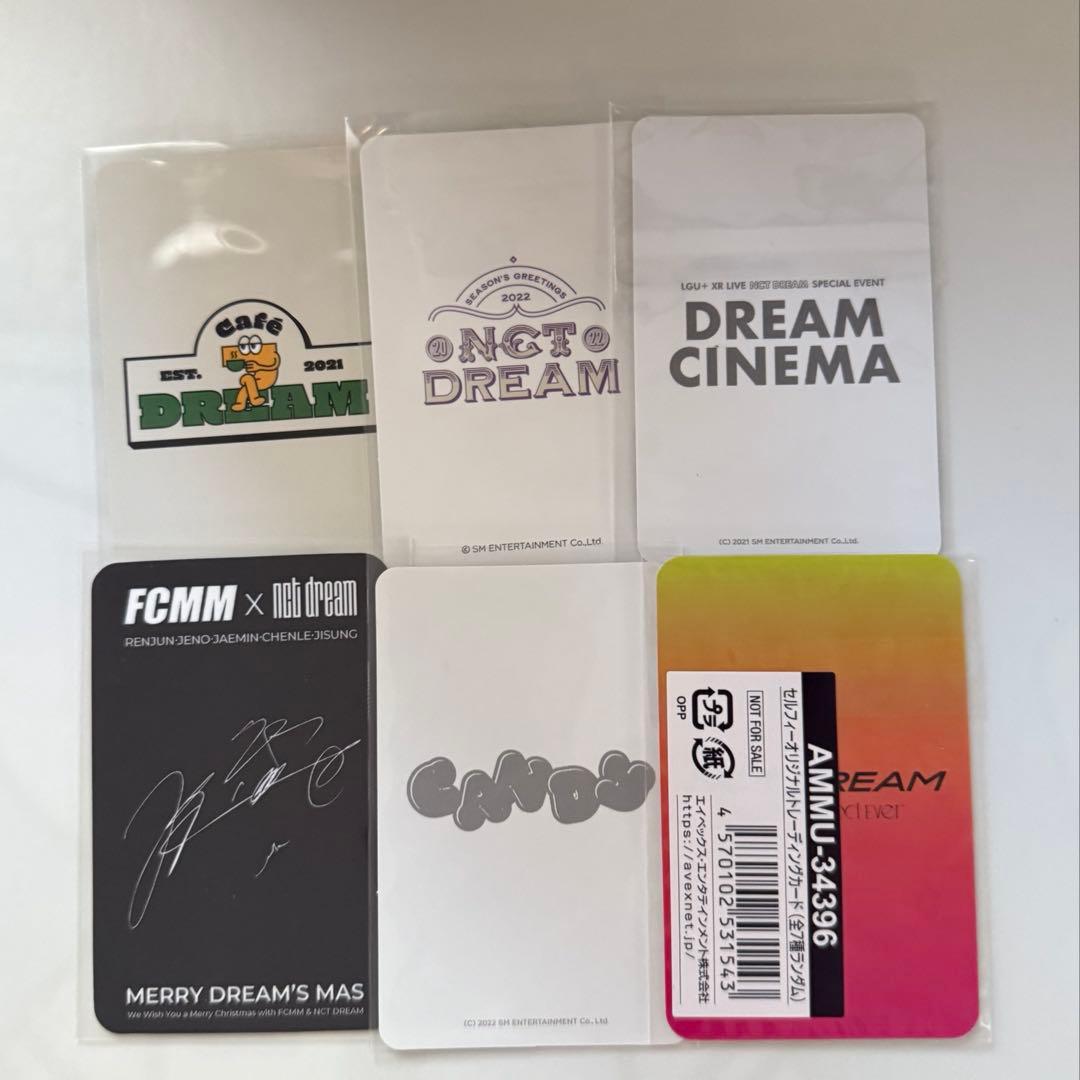 Café
EST. 2021
DREAM
SEASON'S GREETINGS
2022
20 NCT 22
DREAM
© SM ENTERTAINMENT Co.,Ltd.
LGU+ XR LIVE NCT DREAM SPECIAL EVENT
DREAM
CINEMA
(C) 2021 SM ENTERTAINMENT Co.,Ltd.
FCMM X nct dream
RENJUN·JENO·JAEMIN·CHENLE·JISUNG
MERRY DREAM'S MAS
We Wish You a Merry Christmas with FCMM & NCT DREAM
CANDY
(C) 2022 SM ENTERTAINMENT Co., Ltd.
REAM
Ever
AMMU-34396
セルフィーオリジナルトレーディングカード(全7種ランダム)
NOT FOR SALE
プラ
紙
OPP
4 570102 531543
エイベックス・エンタテインメント株式会社
https://avexnet.jp/